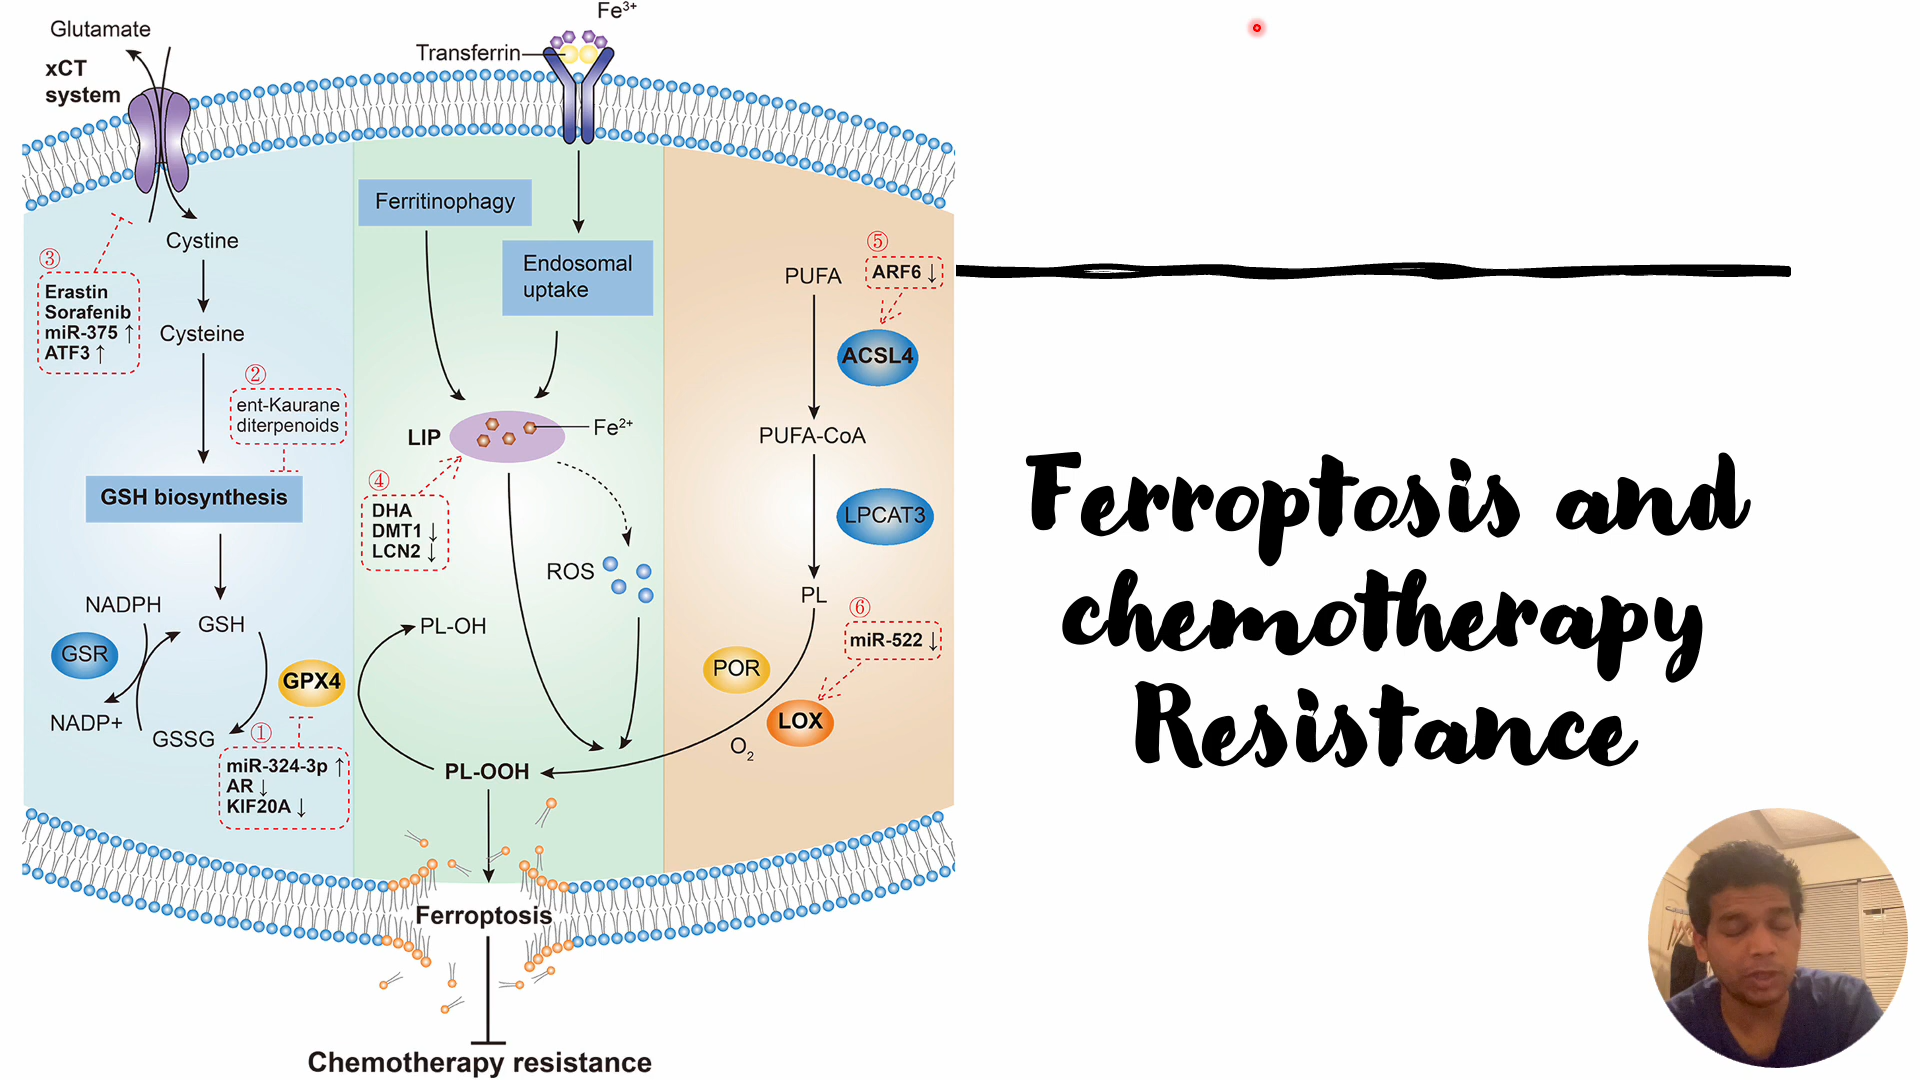 Glutamate
xCT
system
Transferrin
Fe³⁺
Ferritinophagy
Endosomal
uptake
③
Erastin
Sorafenib
miR-375 ↑
ATF3 ↑
Cystine
Cysteine
②
ent-Kaurane
diterpenoids
GSH biosynthesis
NADPH
GSH
GSR
GPX4
NADP+
GSSG
①
miR-324-3p ↑
AR ↓
KIF20A ↓
LIP
Fe²⁺
④
DHA
DMT1 ↓
LCN2 ↓
ROS
PL-OH
PL-OOH
PUFA
⑤
ARF6 ↓
ACSL4
PUFA-CoA
LPCAT3
PL
⑥
miR-522 ↓
POR
LOX
O₂
Ferroptosis
Chemotherapy resistance
Ferroptosis and
chemotherapy
Resistance